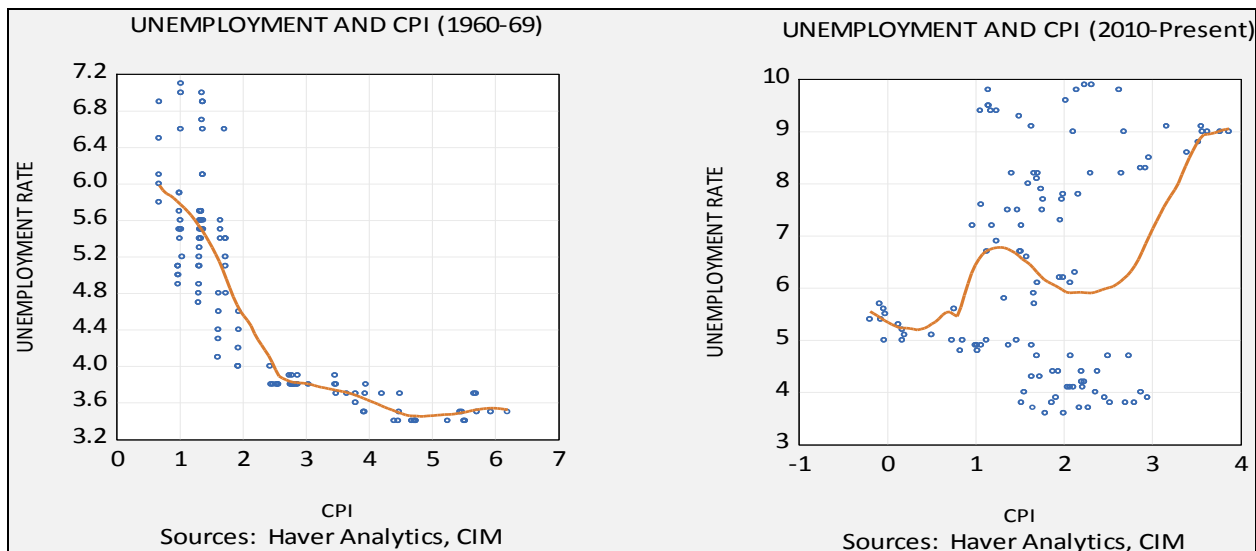 UNEMPLOYMENT AND CPI (1960-69)
7.2
6.8
6.4
6.0
5.6
5.2
4.8
4.4
4.0
3.6
3.2
UNEMPLOYMENT RATE
0 1 2 3 4 5 6 7
CPI
Sources: Haver Analytics, CIM
UNEMPLOYMENT AND CPI (2010-Present)
10
9
8
7
6
5
4
3
UNEMPLOYMENT RATE
-1 0 1 2 3 4
CPI
Sources: Haver Analytics, CIM